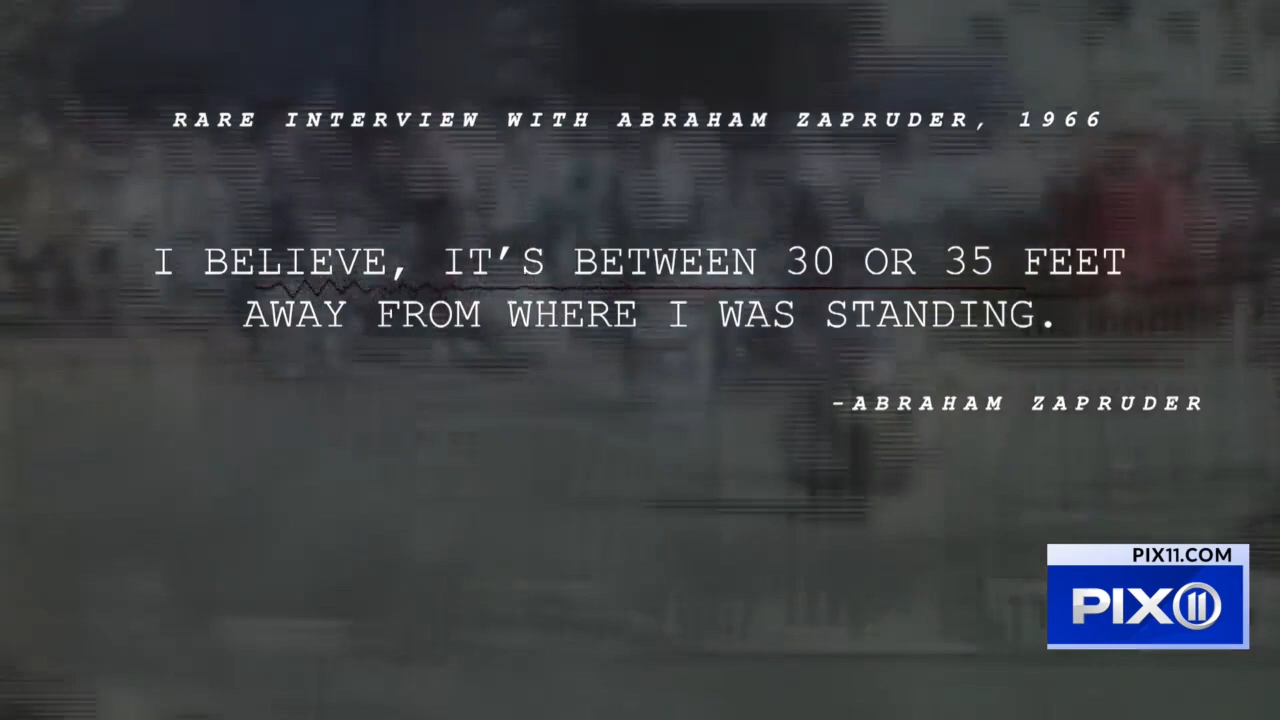 RARE INTERVIEW WITH ABRAHAM ZAPRUDER, 1966
I BELIEVE, IT’S BETWEEN 30 OR 35 FEET
AWAY FROM WHERE I WAS STANDING.
-ABRAHAM ZAPRUDER
PIX11.COM
PIX11